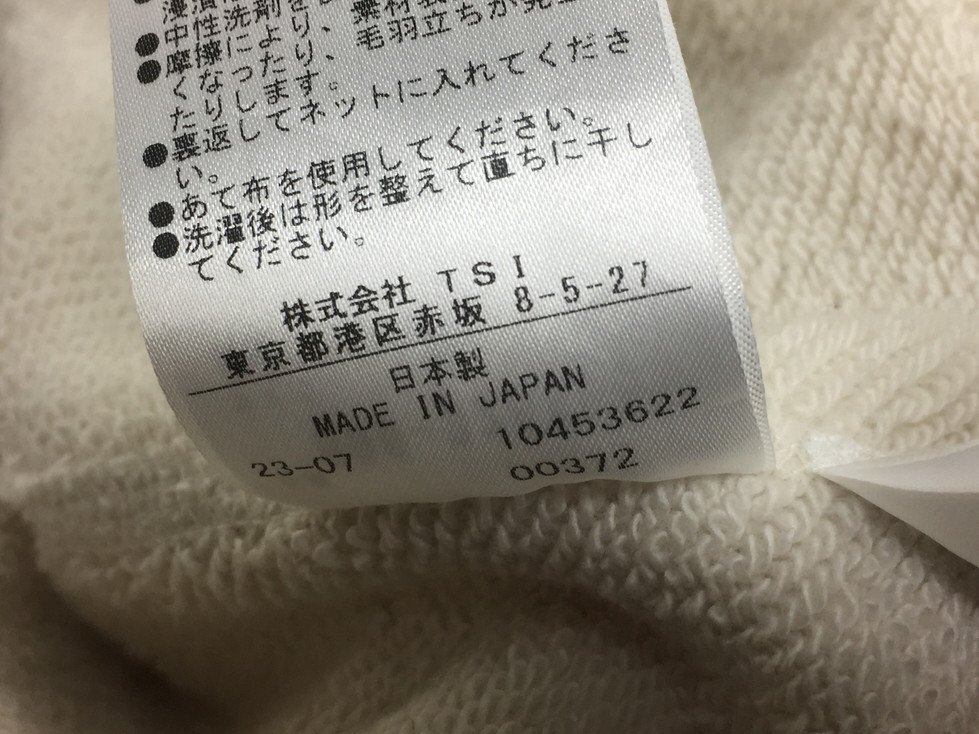 素材
毛羽立ちが発生
中性洗剤
摩擦に
くなりより
たりします。
●裏返してネットに入れてくださ
い。
●あて布を使用してください。
●洗濯後は形を整えて直ちに干し
てください。
株式会社 TSI
東京都港区赤坂 8-5-27
日本製
MADE IN JAPAN
10453622
23-07
00372